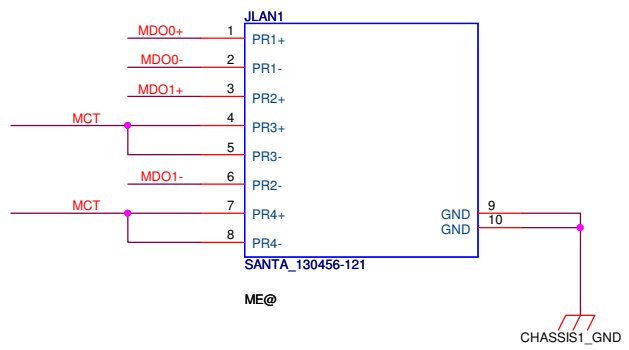 JLAN1
MDO0+ 1 PR1+
MDO0- 2 PR1-
MDO1+ 3 PR2+
MCT 4 PR3+
5 PR3-
MDO1- 6 PR2-
MCT 7 PR4+ GND 9
8 PR4- GND 10
SANTA_130456-121
ME@
CHASSIS1_GND